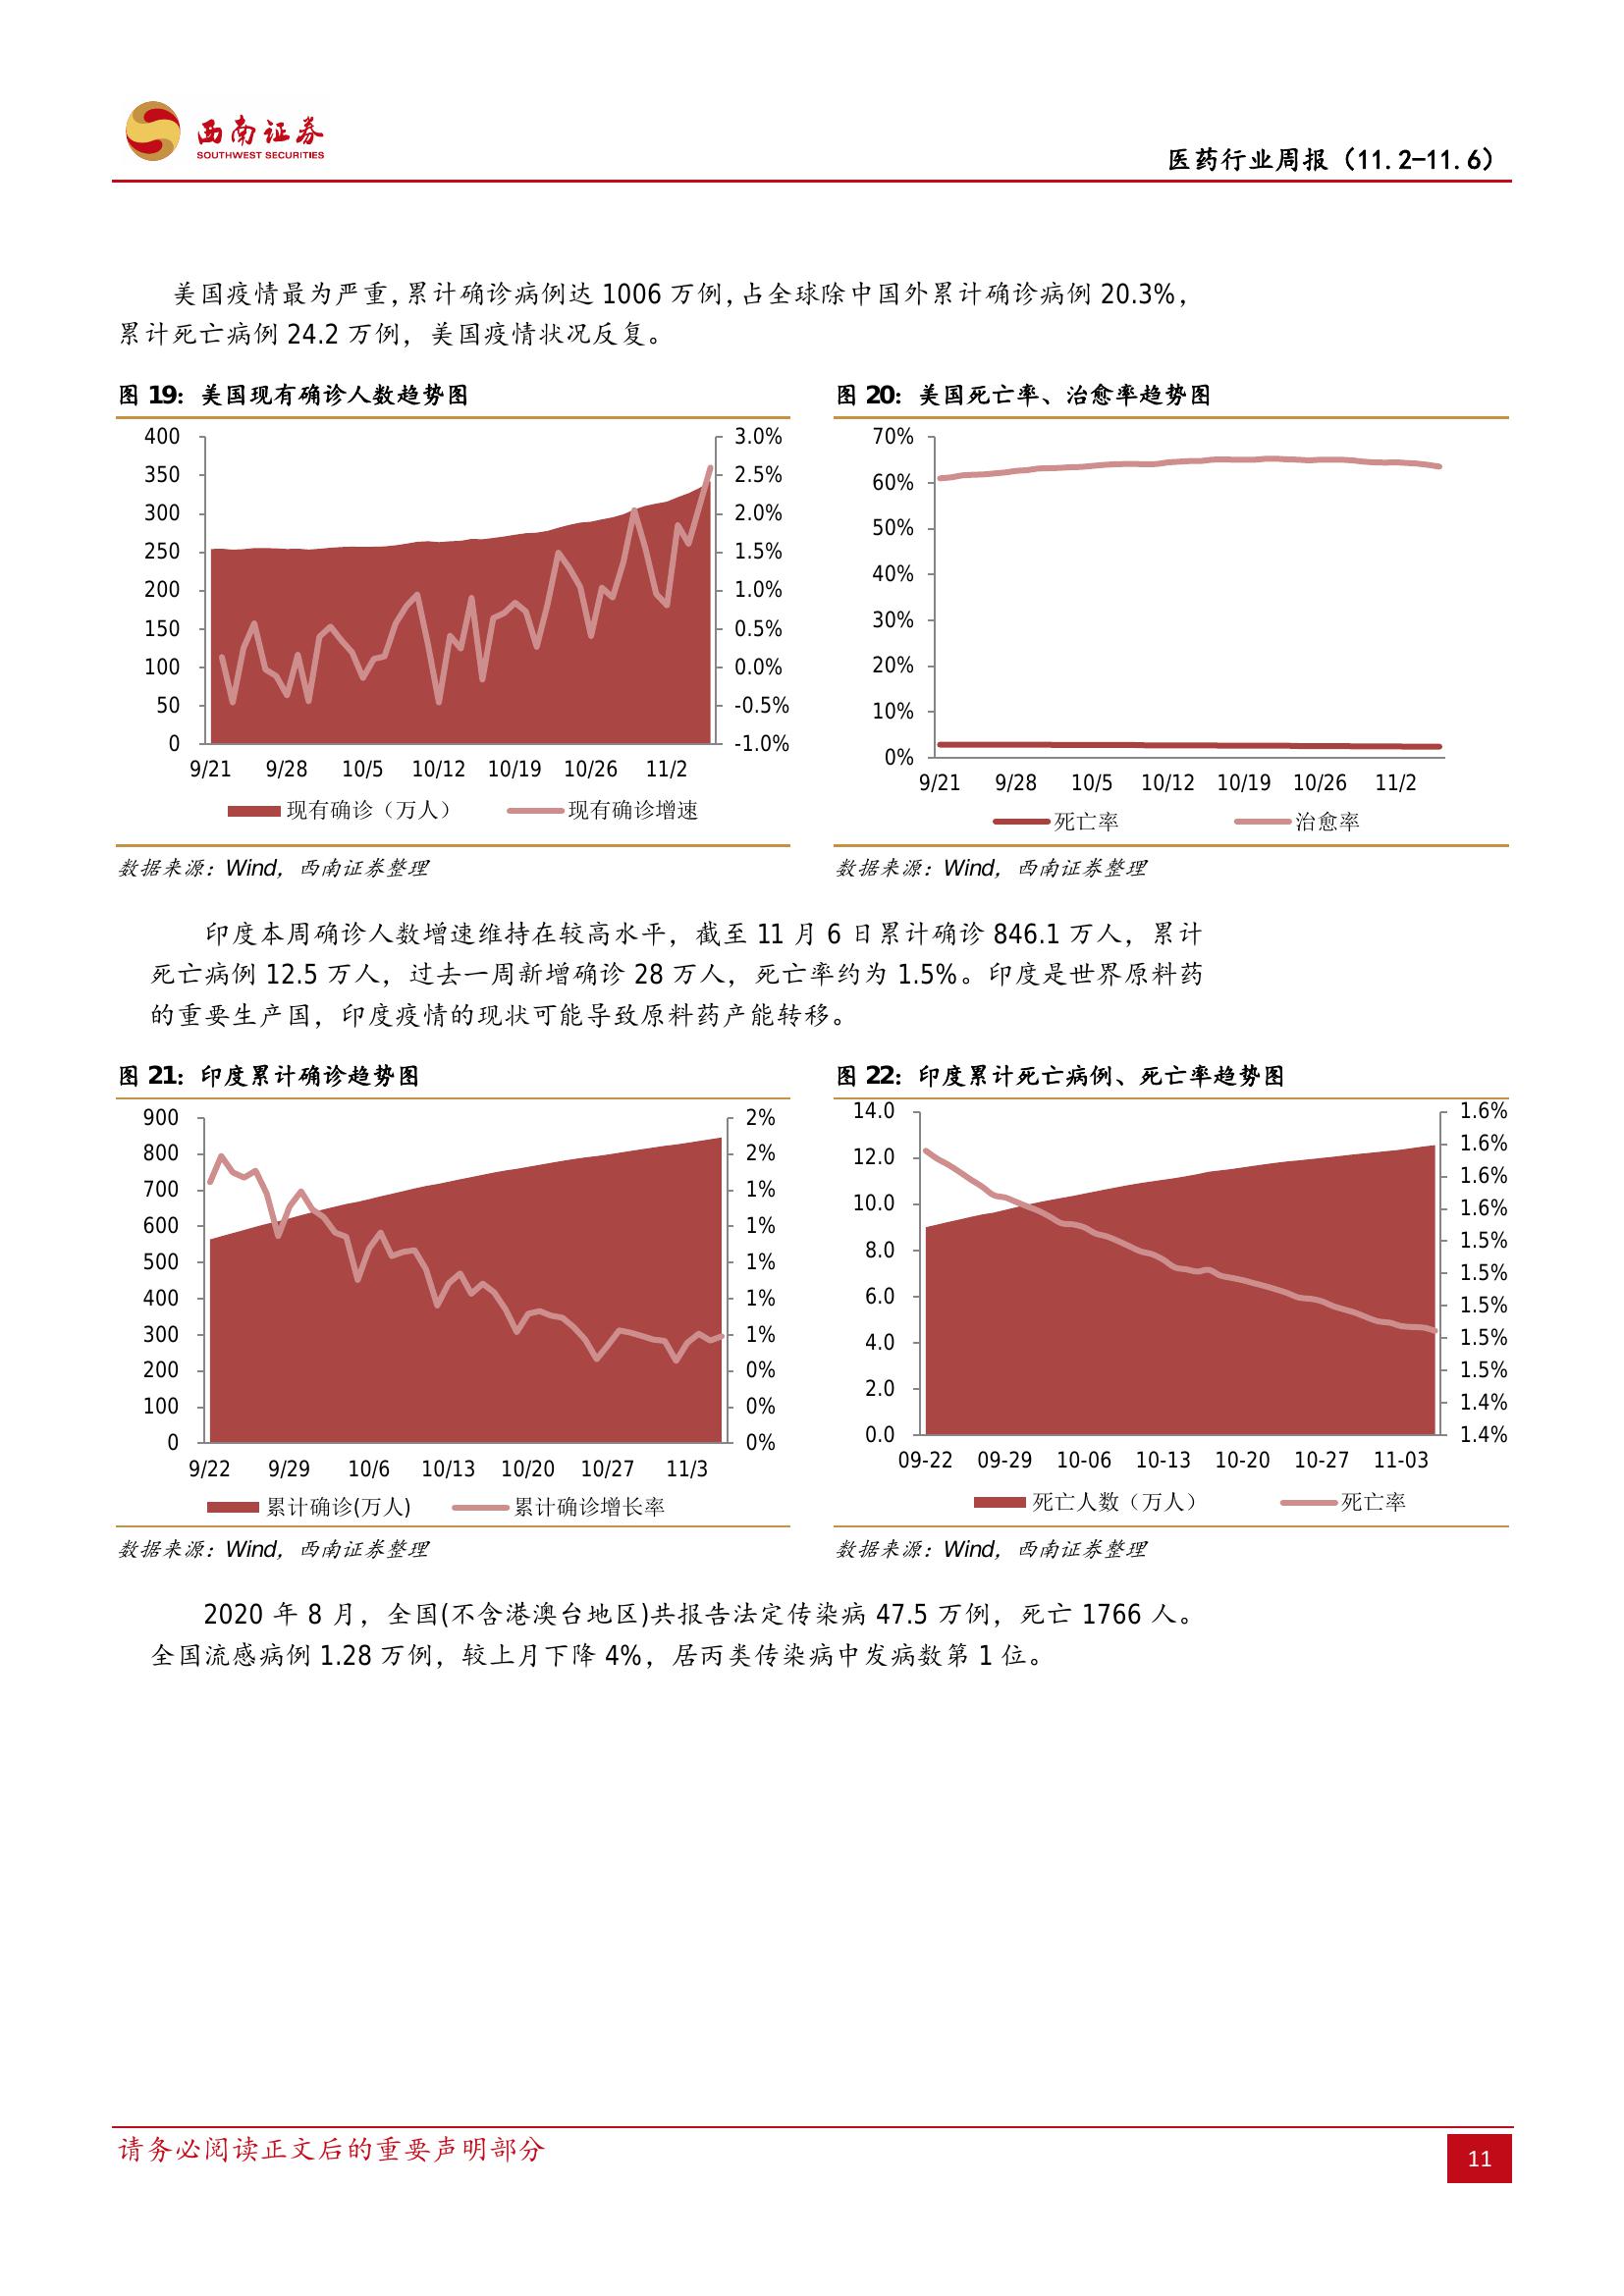 西南证券
SOUTHWEST SECURITIES
医药行业周报（11.2-11.6）
美国疫情最为严重，累计确诊病例达 1006 万例，占全球除中国外累计确诊病例 20.3%，
累计死亡病例 24.2 万例，美国疫情状况反复。
图 19：美国现有确诊人数趋势图
400
350
300
250
200
150
100
50
0
3.0%
2.5%
2.0%
1.5%
1.0%
0.5%
0.0%
-0.5%
-1.0%
9/21 9/28 10/5 10/12 10/19 10/26 11/2
现有确诊（万人） 现有确诊增速
数据来源：Wind，西南证券整理
图 20：美国死亡率、治愈率趋势图
70%
60%
50%
40%
30%
20%
10%
0%
9/21 9/28 10/5 10/12 10/19 10/26 11/2
死亡率 治愈率
数据来源：Wind，西南证券整理
印度本周确诊人数增速维持在较高水平，截至 11 月 6 日累计确诊 846.1 万人，累计
死亡病例 12.5 万人，过去一周新增确诊 28 万人，死亡率约为 1.5%。印度是世界原料药
的重要生产国，印度疫情的现状可能导致原料药产能转移。
图 21：印度累计确诊趋势图
900
800
700
600
500
400
300
200
100
0
2%
2%
1%
1%
1%
1%
1%
0%
0%
0%
9/22 9/29 10/6 10/13 10/20 10/27 11/3
累计确诊(万人) 累计确诊增长率
数据来源：Wind，西南证券整理
图 22：印度累计死亡病例、死亡率趋势图
14.0
12.0
10.0
8.0
6.0
4.0
2.0
0.0
1.6%
1.6%
1.6%
1.6%
1.5%
1.5%
1.5%
1.5%
1.5%
1.4%
1.4%
09-22 09-29 10-06 10-13 10-20 10-27 11-03
死亡人数（万人） 死亡率
数据来源：Wind，西南证券整理
2020 年 8 月，全国(不含港澳台地区)共报告法定传染病 47.5 万例，死亡 1766 人。
全国流感病例 1.28 万例，较上月下降 4%，居丙类传染病中发病数第 1 位。
请务必阅读正文后的重要声明部分
11